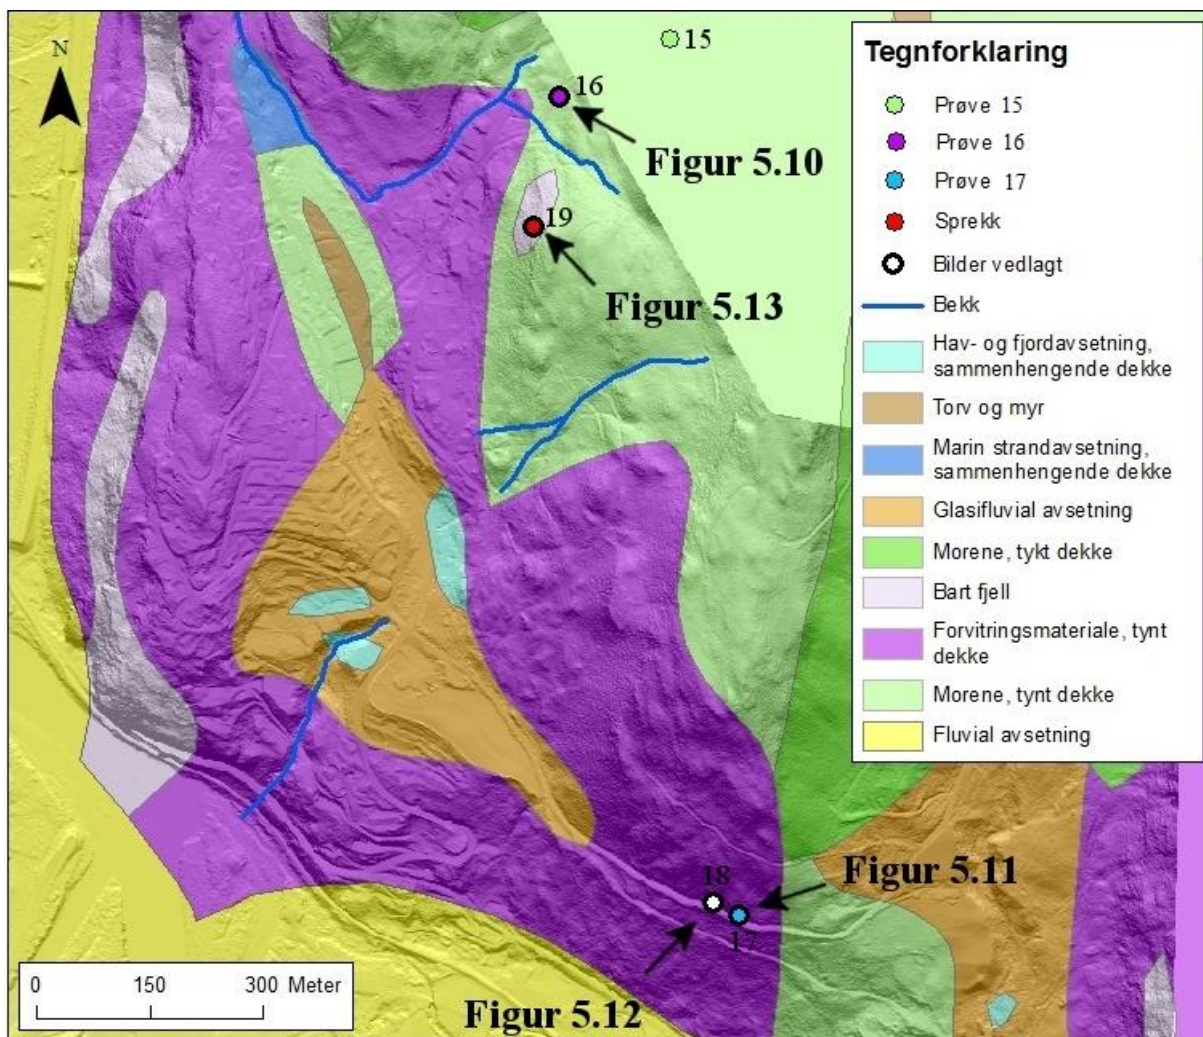 N
15
16
Figur 5.10
19
Figur 5.13
18
17
Figur 5.11
Figur 5.12
0 150 300 Meter
Tegnforklaring
Prøve 15
Prøve 16
Prøve 17
Sprekk
Bilder vedlagt
Bekk
Hav- og fjordavsetning,
sammenhengende dekke
Torv og myr
Marin strandavsetning,
sammenhengende dekke
Glasifluvial avsetning
Morene, tykt dekke
Bart fjell
Forvitringsmateriale, tynt
dekke
Morene, tynt dekke
Fluvial avsetning